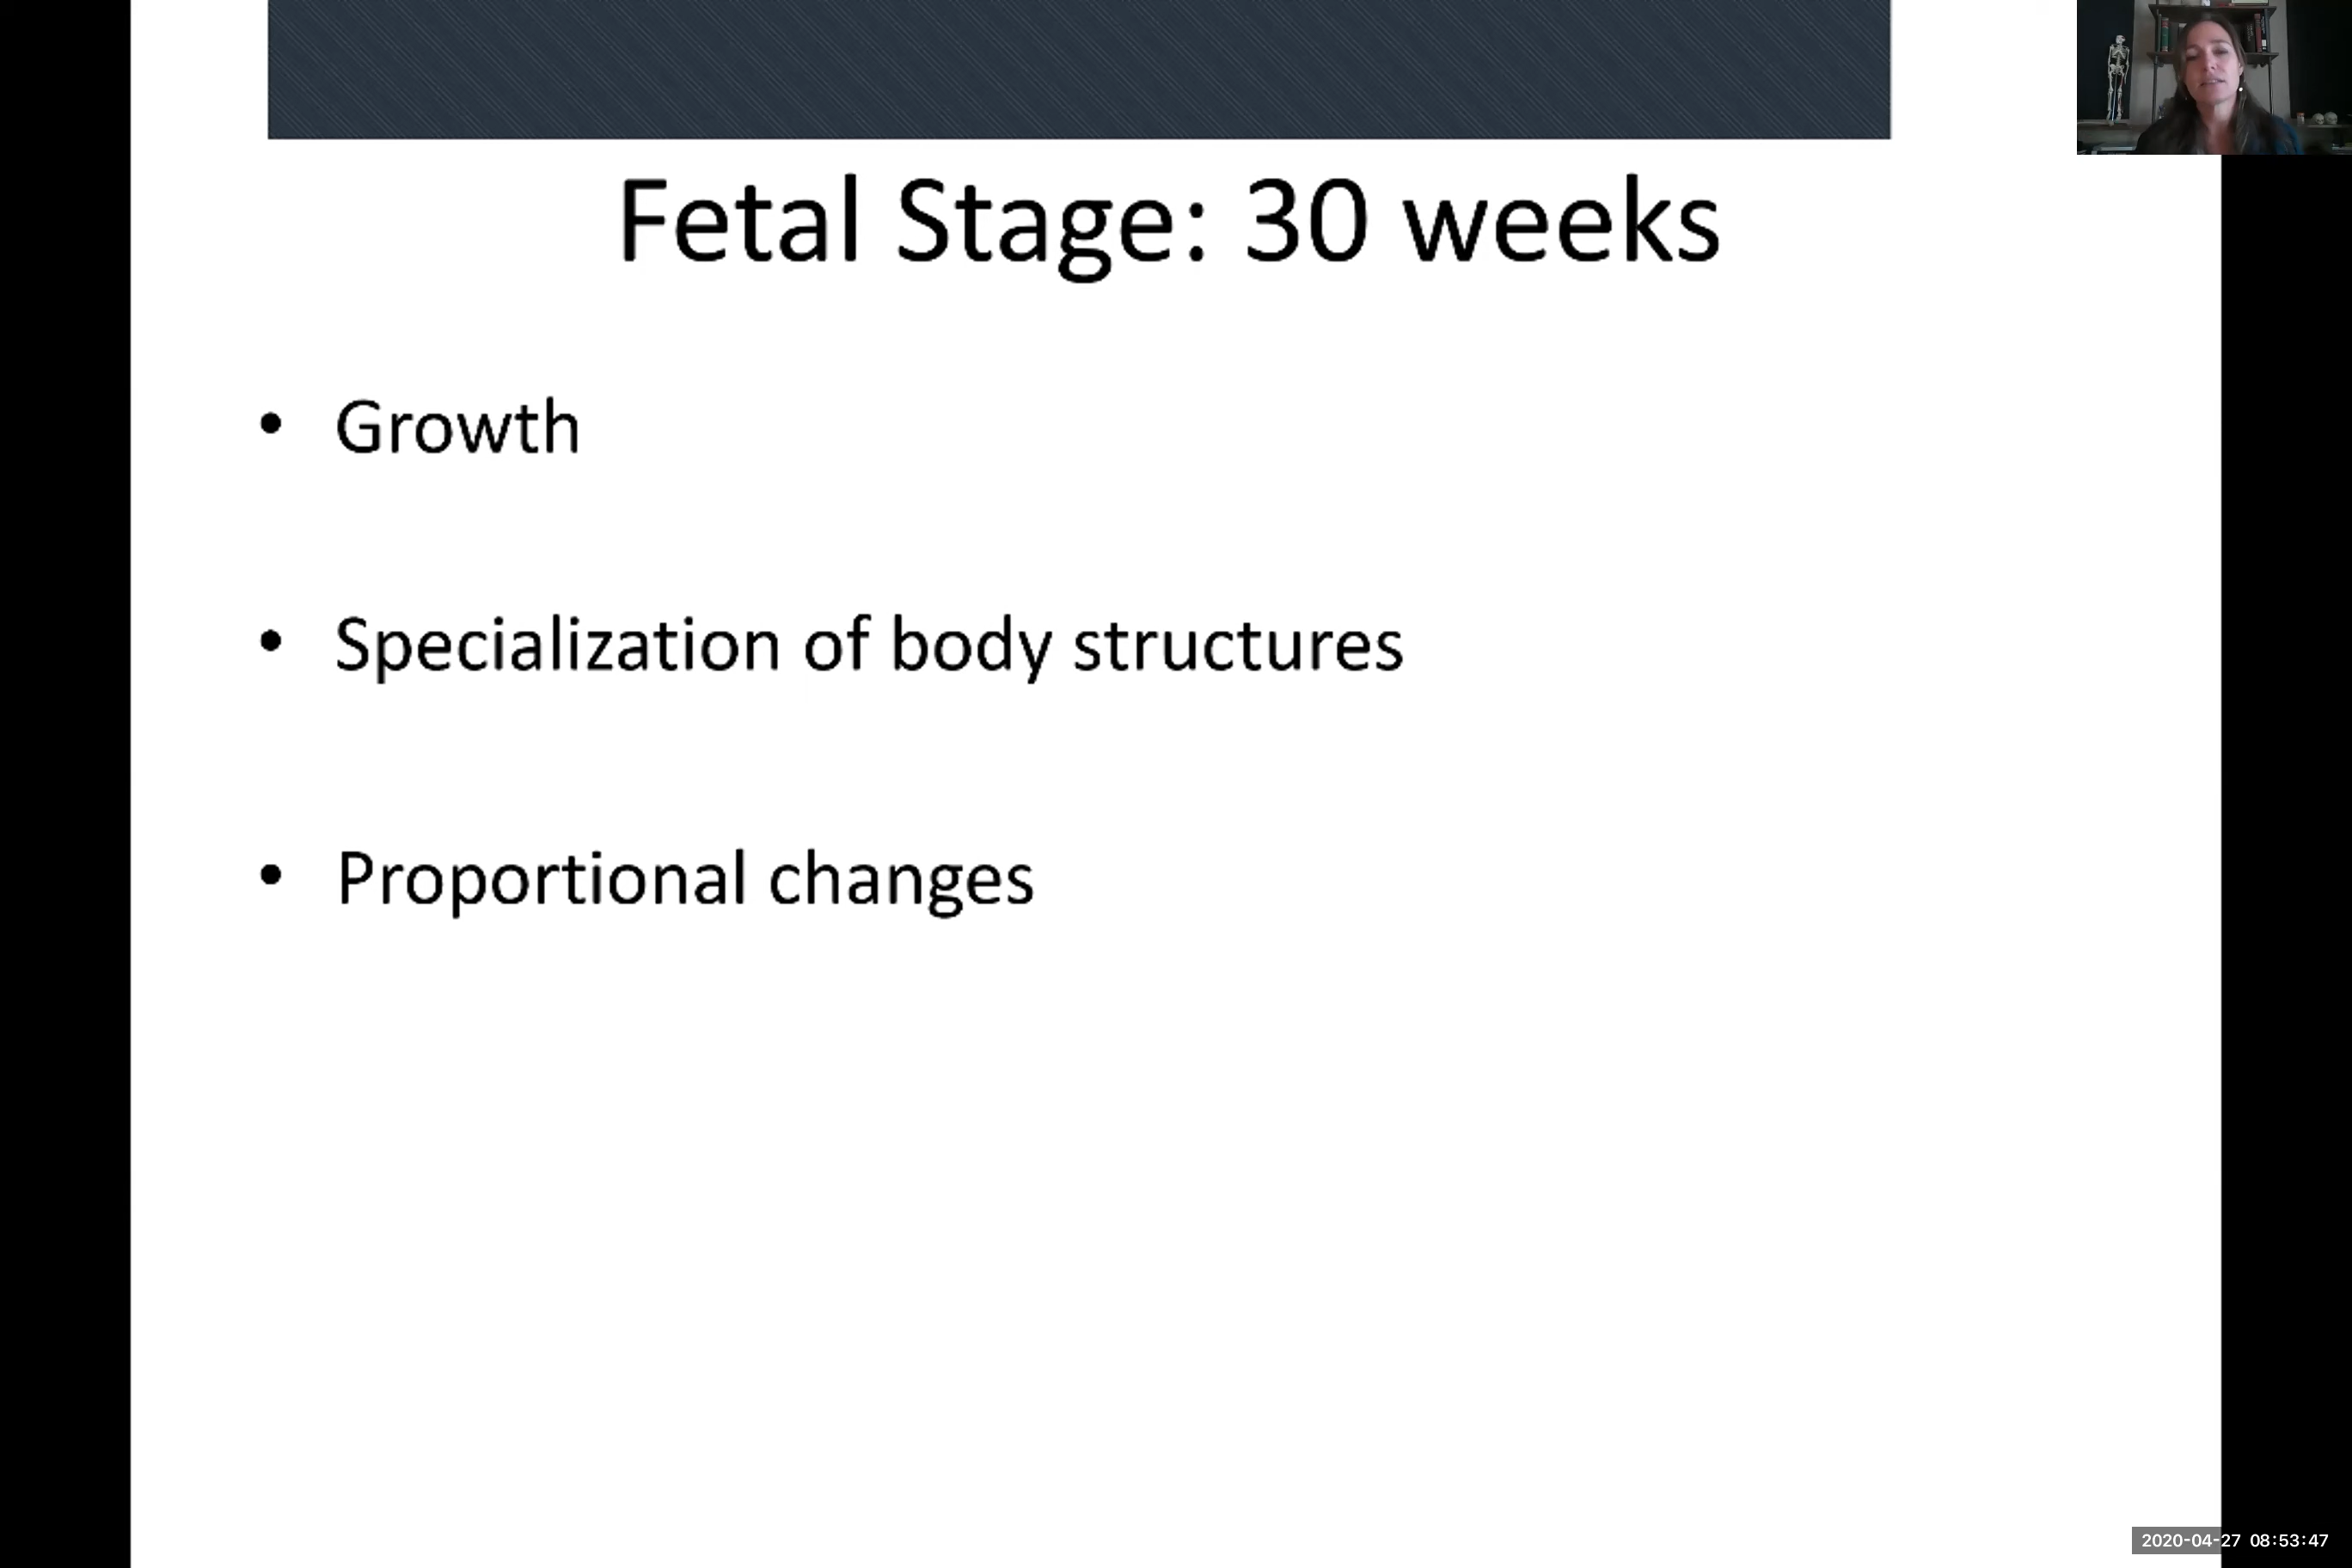 Fetal Stage: 30 weeks
• Growth
• Specialization of body structures
• Proportional changes
2020-04-27 08:53:47